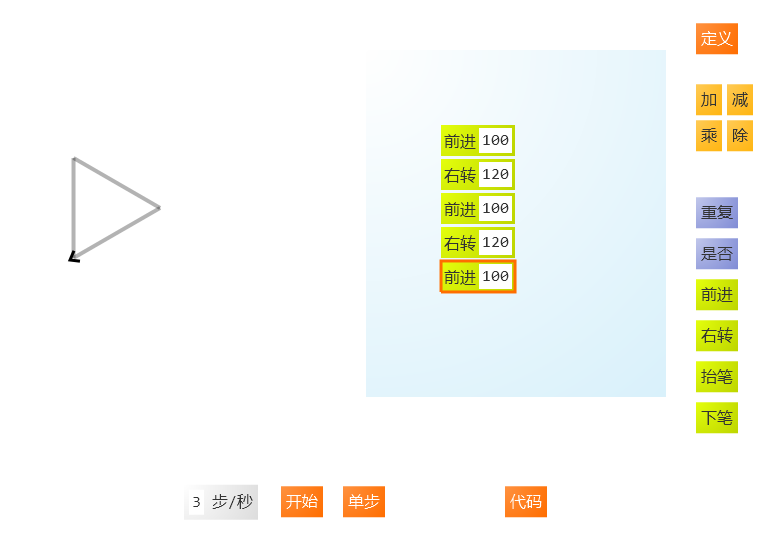 定义
加 减
乘 除
前进 100
右转 120
前进 100
右转 120
前进 100
重复
是否
前进
右转
抬笔
下笔
3 步/秒 开始 单步 代码